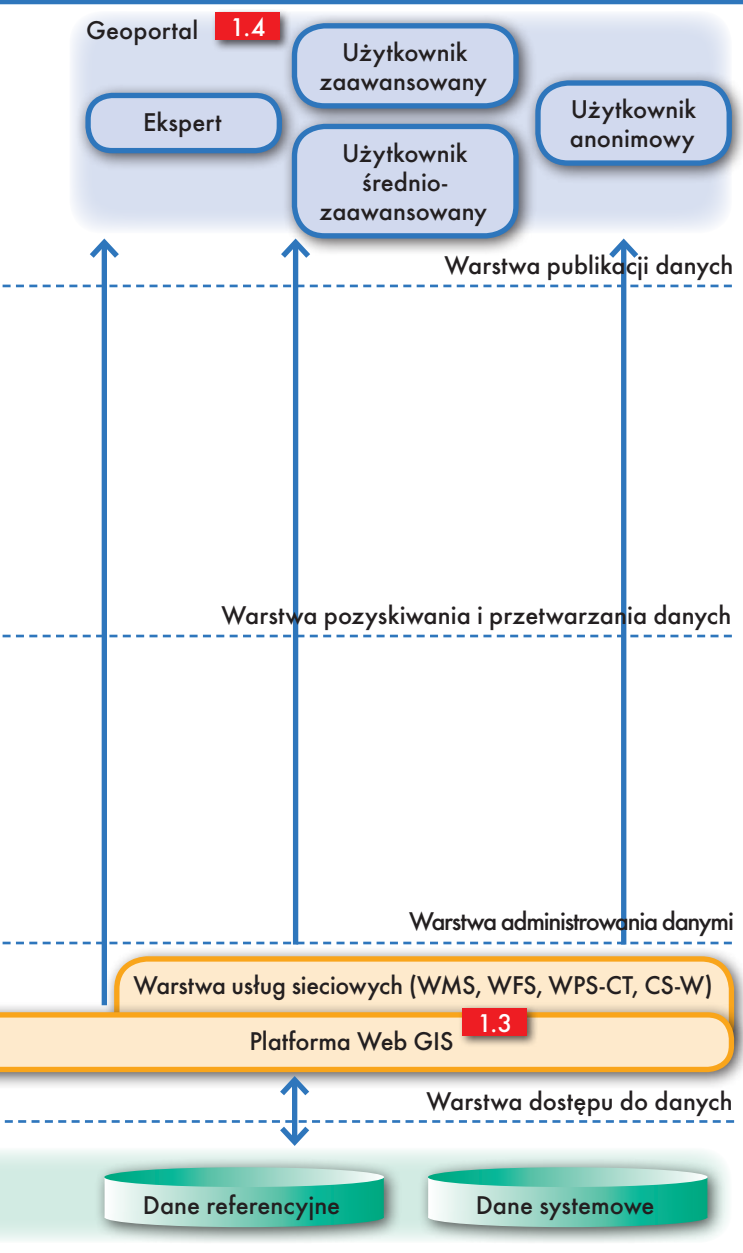 Geoportal 1.4
Użytkownik
zaawansowany
Ekspert
Użytkownik
średnio-
zaawansowany
Użytkownik
anonimowy
Warstwa publikacji danych
Warstwa pozyskiwania i przetwarzania danych
Warstwa administrowania danymi
Warstwa usług sieciowych (WMS, WFS, WPS-CT, CS-W)
1.3
Platforma Web GIS
Warstwa dostępu do danych
Dane referencyjne
Dane systemowe